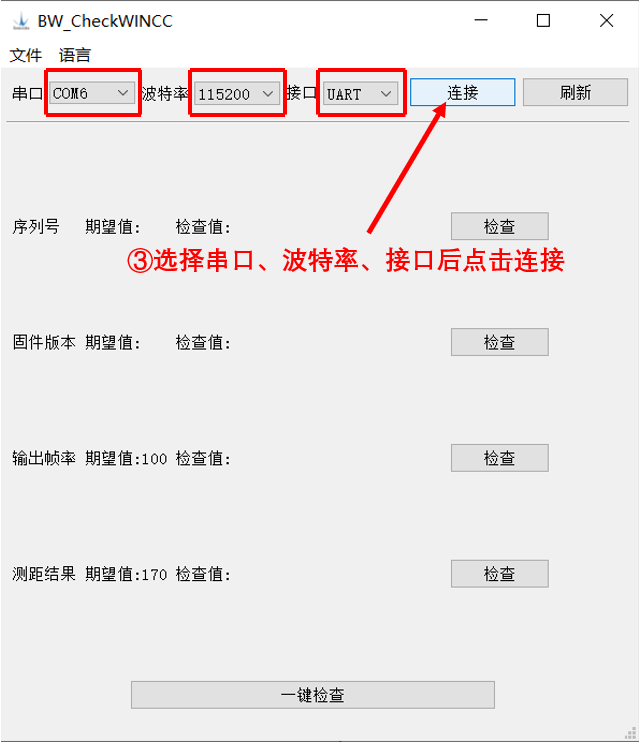 BW_CheckWINCC
文件 语言
串口 COM6 波特率 115200 接口 UART 连接 刷新
序列号 期望值: 检查值: 检查
③选择串口、波特率、接口后点击连接
固件版本 期望值: 检查值: 检查
输出帧率 期望值:100 检查值: 检查
测距结果 期望值:170 检查值: 检查
一键检查